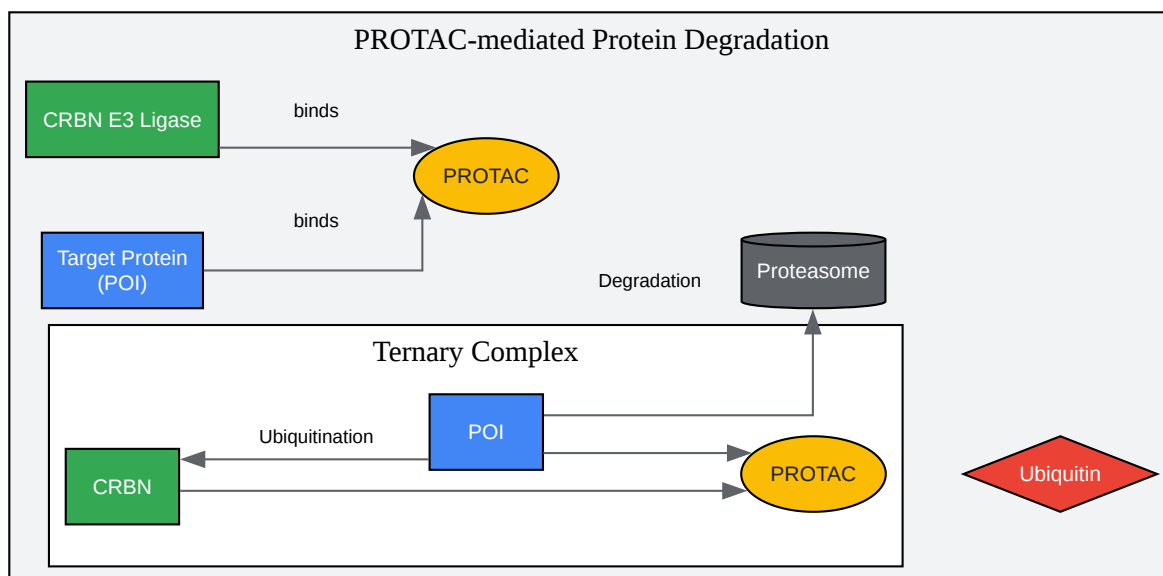 PROTAC-mediated Protein Degradation
CRBN E3 Ligase
binds
PROTAC
binds
Target Protein
(POI)
Degradation
Proteasome
Ternary Complex
Ubiquitination
POI
CRBN
PROTAC
Ubiquitin